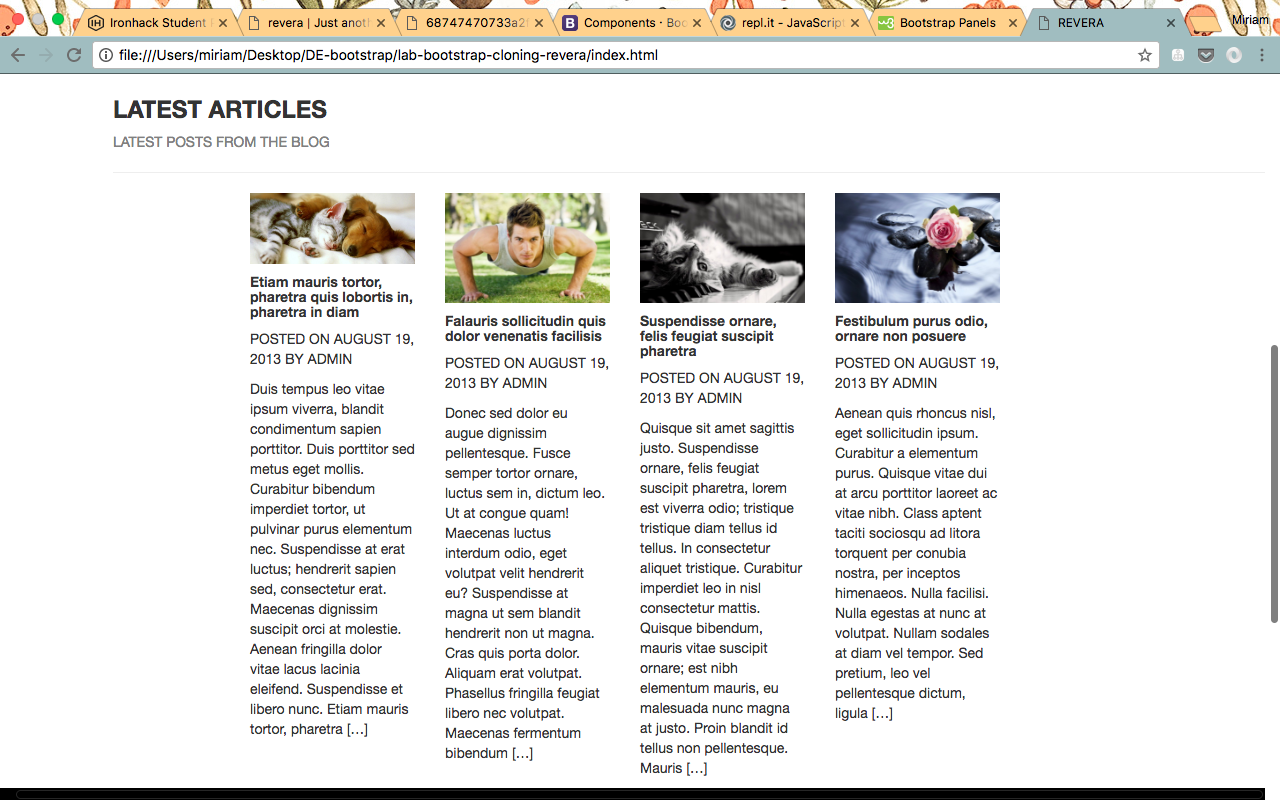 Ironhack Student
revera | Just anot
68747470733a2
Components · Boo
repl.it - JavaScrip
Bootstrap Panels
REVERA
Miriam
file:///Users/miriam/Desktop/DE-bootstrap/lab-bootstrap-cloning-revera/index.html
LATEST ARTICLES
LATEST POSTS FROM THE BLOG
Etiam mauris tortor,
pharetra quis lobortis in,
pharetra in diam
POSTED ON AUGUST 19,
2013 BY ADMIN
Duis tempus leo vitae
ipsum viverra, blandit
condimentum sapien
porttitor. Duis porttitor sed
metus eget mollis.
Curabitur bibendum
imperdiet tortor, ut
pulvinar purus elementum
nec. Suspendisse at erat
luctus; hendrerit sapien
sed, consectetur erat.
Maecenas dignissim
suscipit orci at molestie.
Aenean fringilla dolor
vitae lacus lacinia
eleifend. Suspendisse et
libero nunc. Etiam mauris
tortor, pharetra […]
Falauris sollicitudin quis
dolor venenatis facilisis
POSTED ON AUGUST 19,
2013 BY ADMIN
Donec sed dolor eu
augue dignissim
pellentesque. Fusce
semper tortor ornare,
luctus sem in, dictum leo.
Ut at congue quam!
Maecenas luctus
interdum odio, eget
volutpat velit hendrerit
eu? Suspendisse at
magna ut sem blandit
hendrerit non ut magna.
Cras quis porta dolor.
Aliquam erat volutpat.
Phasellus fringilla feugiat
libero nec volutpat.
Maecenas fermentum
bibendum […]
Suspendisse ornare,
felis feugiat suscipit
pharetra
POSTED ON AUGUST 19,
2013 BY ADMIN
Quisque sit amet sagittis
justo. Suspendisse
ornare, felis feugiat
suscipit pharetra, lorem
est viverra odio; tristique
tristique diam tellus id
tellus. In consectetur
aliquet tristique. Curabitur
imperdiet leo in nisl
consectetur mattis.
Quisque bibendum,
mauris vitae suscipit
ornare; est nibh
elementum mauris, eu
malesuada nunc magna
at justo. Proin blandit id
tellus non pellentesque.
Mauris […]
Festibulum purus odio,
ornare non posuere
POSTED ON AUGUST 19,
2013 BY ADMIN
Aenean quis rhoncus nisl,
eget sollicitudin ipsum.
Curabitur a elementum
purus. Quisque vitae dui
at arcu porttitor laoreet ac
vitae nibh. Class aptent
taciti sociosqu ad litora
torquent per conubia
nostra, per inceptos
himenaeos. Nulla facilisi.
Nulla egestas at nunc at
volutpat. Nullam sodales
at diam vel tempor. Sed
pretium, leo vel
pellentesque dictum,
ligula […]